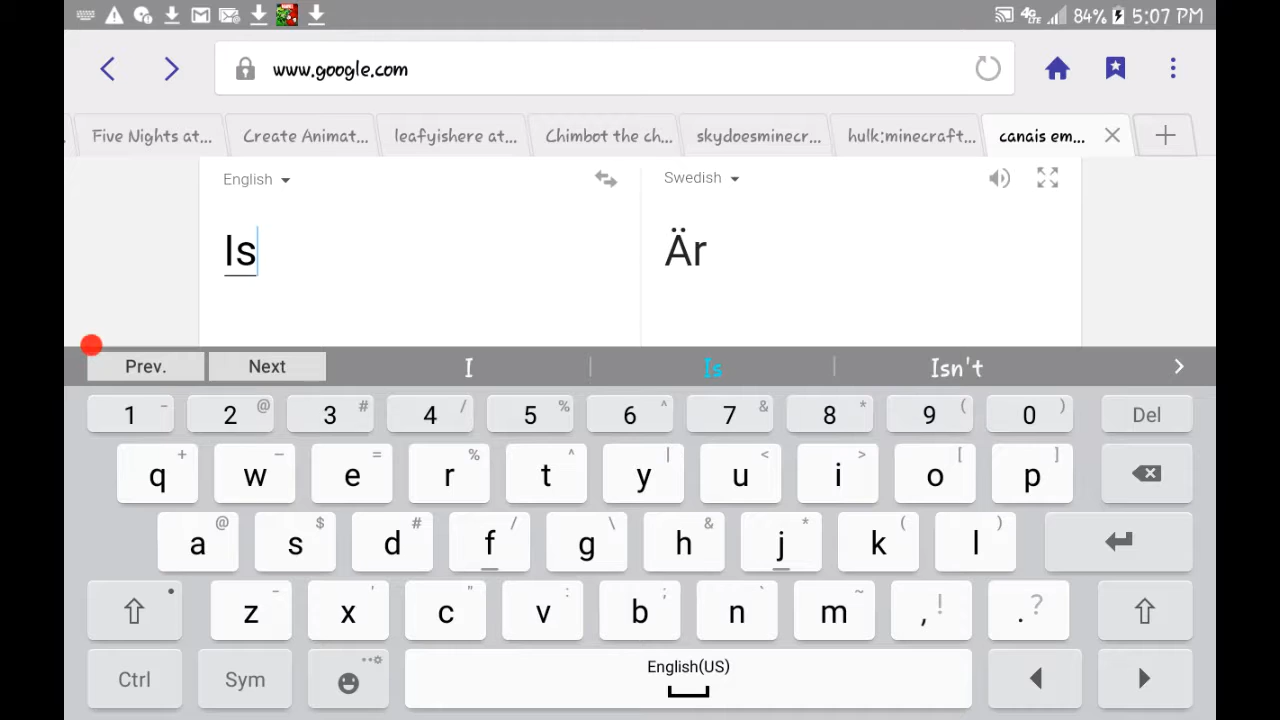 84% 5:07 PM
www.google.com
Five Nights at... Create Animat... leafyishere at... Chimbot the ch... skydoesminecr... hulk:minecraft... canais em...
English Swedish
Is Är
Prev. Next I Is Isn't
1 - 2 @ 3 # 4 / 5 % 6 ^ 7 & 8 * 9 ( 0 ) Del
q + w - e = r % t ^ y | u < i > o [ p ]
a @ s $ d # f / g \ h & j * k ( l )
z - x ' c " v : b ; n ` m ~ , ! . ?
Ctrl Sym English(US)